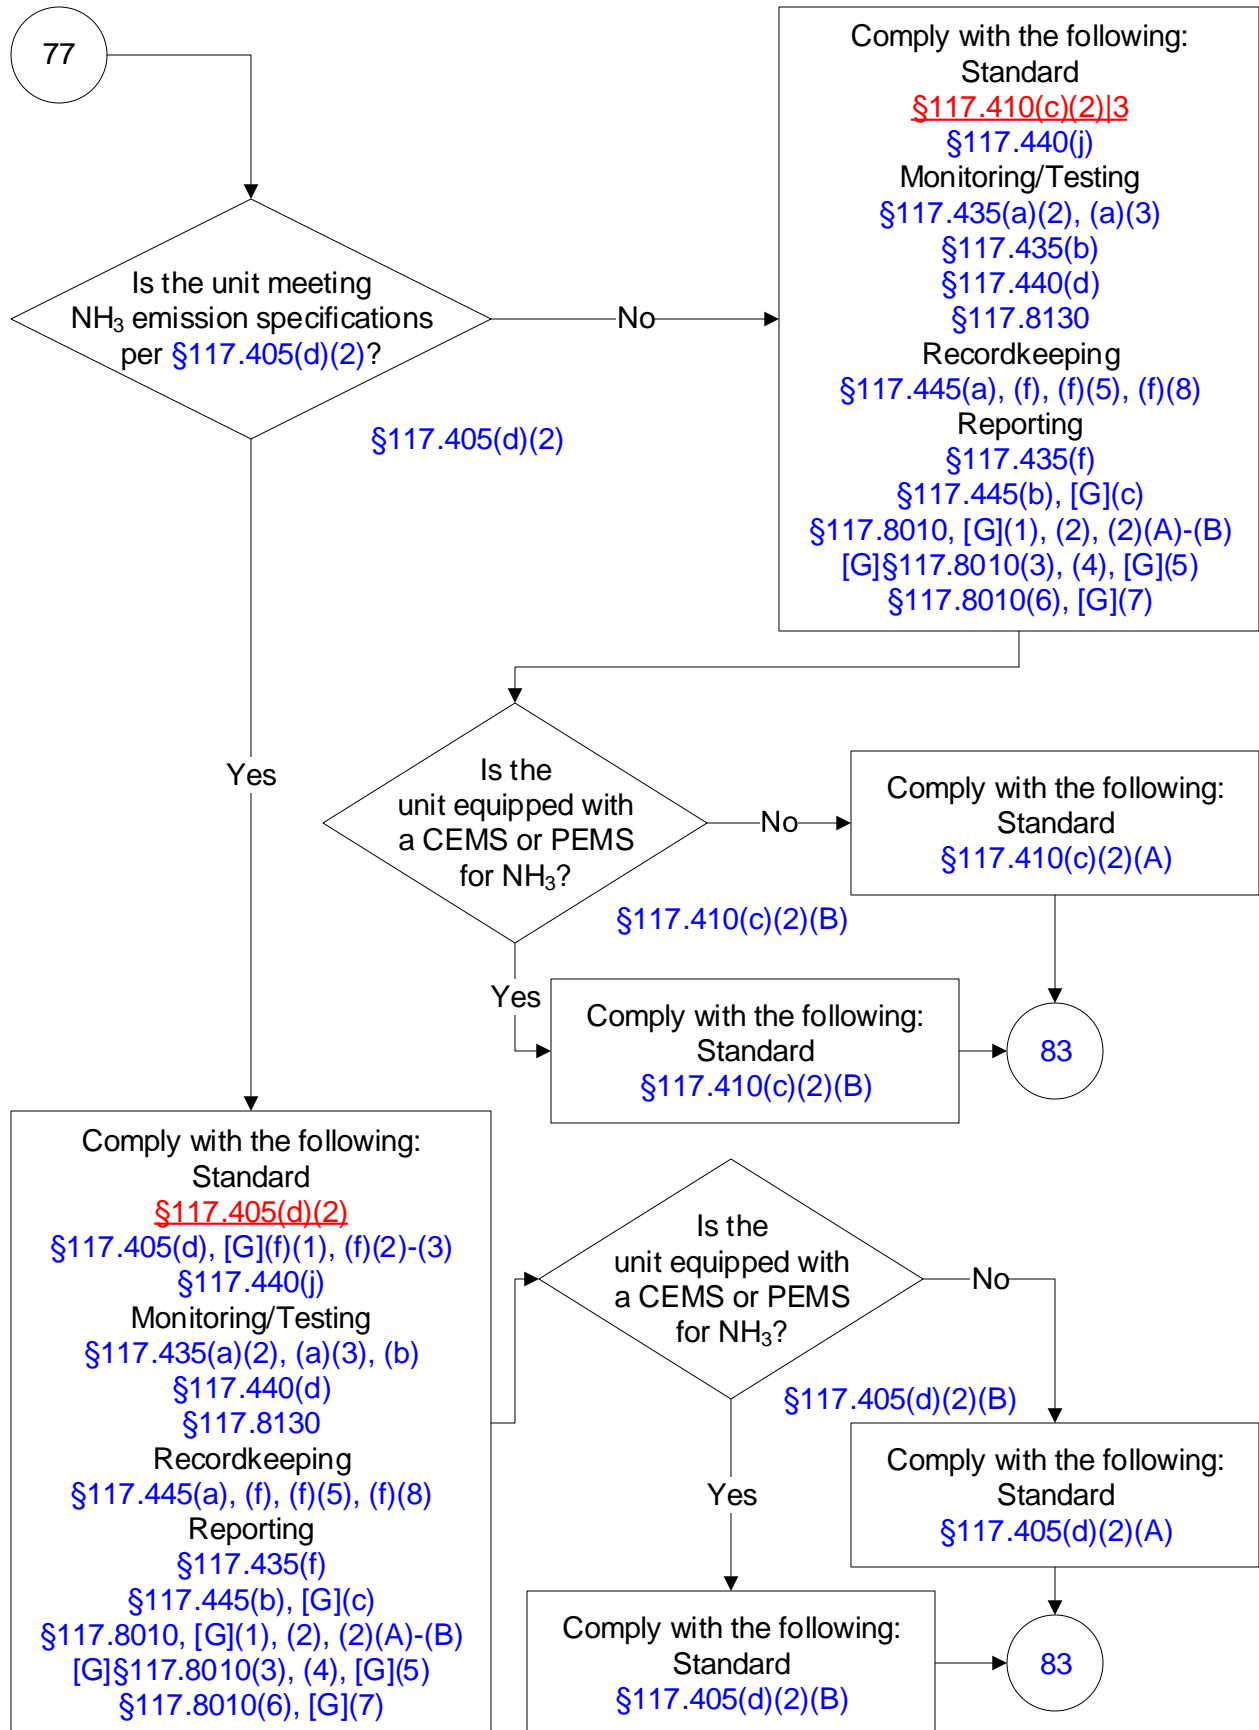 77
Is the unit meeting
NH₃ emission specifications
per §117.405(d)(2)?
No
§117.405(d)(2)
Comply with the following:
Standard
§117.410(c)(2)|3
§117.440(j)
Monitoring/Testing
§117.435(a)(2), (a)(3)
§117.435(b)
§117.440(d)
§117.8130
Recordkeeping
§117.445(a), (f), (f)(5), (f)(8)
Reporting
§117.435(f)
§117.445(b), [G](c)
§117.8010, [G](1), (2), (2)(A)-(B)
[G]§117.8010(3), (4), [G](5)
§117.8010(6), [G](7)
Is the
unit equipped with
a CEMS or PEMS
for NH₃?
No
§117.410(c)(2)(B)
Comply with the following:
Standard
§117.410(c)(2)(A)
Yes
Comply with the following:
Standard
§117.410(c)(2)(B)
83
Yes
Comply with the following:
Standard
§117.405(d)(2)
§117.405(d), [G](f)(1), (f)(2)-(3)
§117.440(j)
Monitoring/Testing
§117.435(a)(2), (a)(3), (b)
§117.440(d)
§117.8130
Recordkeeping
§117.445(a), (f), (f)(5), (f)(8)
Reporting
§117.435(f)
§117.445(b), [G](c)
§117.8010, [G](1), (2), (2)(A)-(B)
[G]§117.8010(3), (4), [G](5)
§117.8010(6), [G](7)
Is the
unit equipped with
a CEMS or PEMS
for NH₃?
No
§117.405(d)(2)(B)
Comply with the following:
Standard
§117.405(d)(2)(A)
Yes
Comply with the following:
Standard
§117.405(d)(2)(B)
83